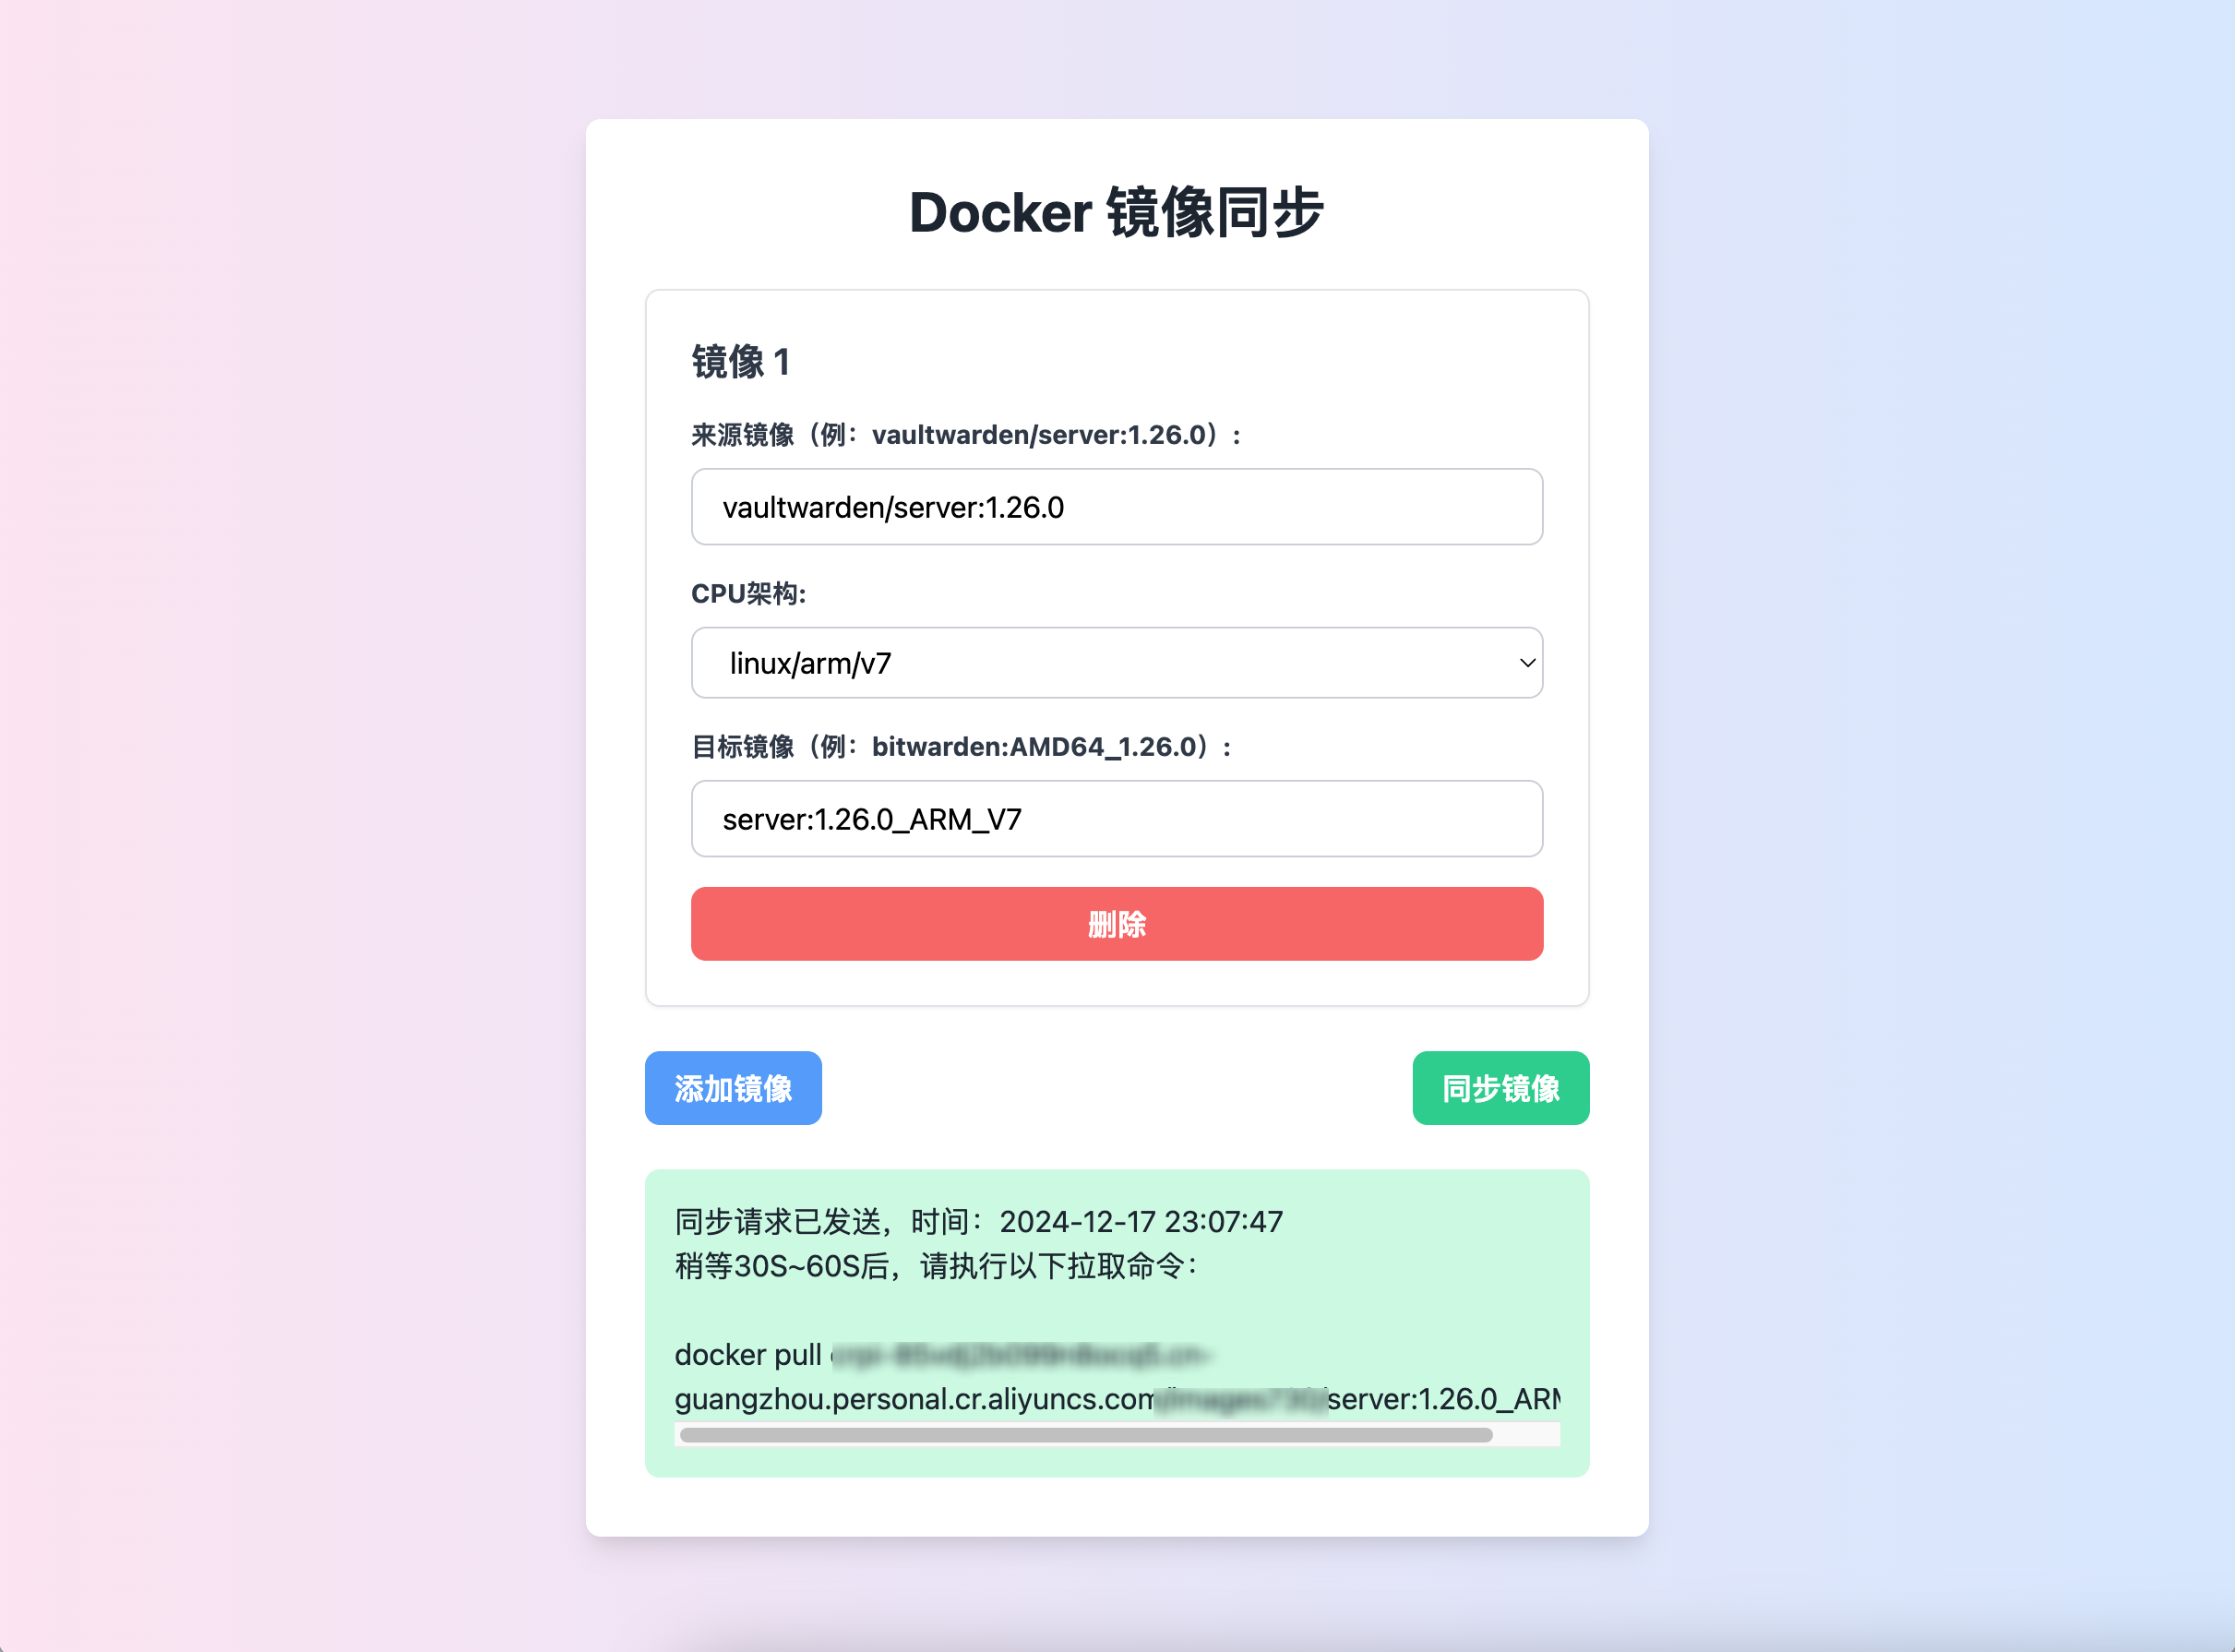 Docker 镜像同步
镜像 1
来源镜像（例：vaultwarden/server:1.26.0）:
vaultwarden/server:1.26.0
CPU架构:
linux/arm/v7
目标镜像（例：bitwarden:AMD64_1.26.0）:
server:1.26.0_ARM_V7
删除
添加镜像
同步镜像
同步请求已发送，时间：2024-12-17 23:07:47
稍等30S~60S后，请执行以下拉取命令：
docker pull
guangzhou.personal.cr.aliyuncs.com server:1.26.0_ARM